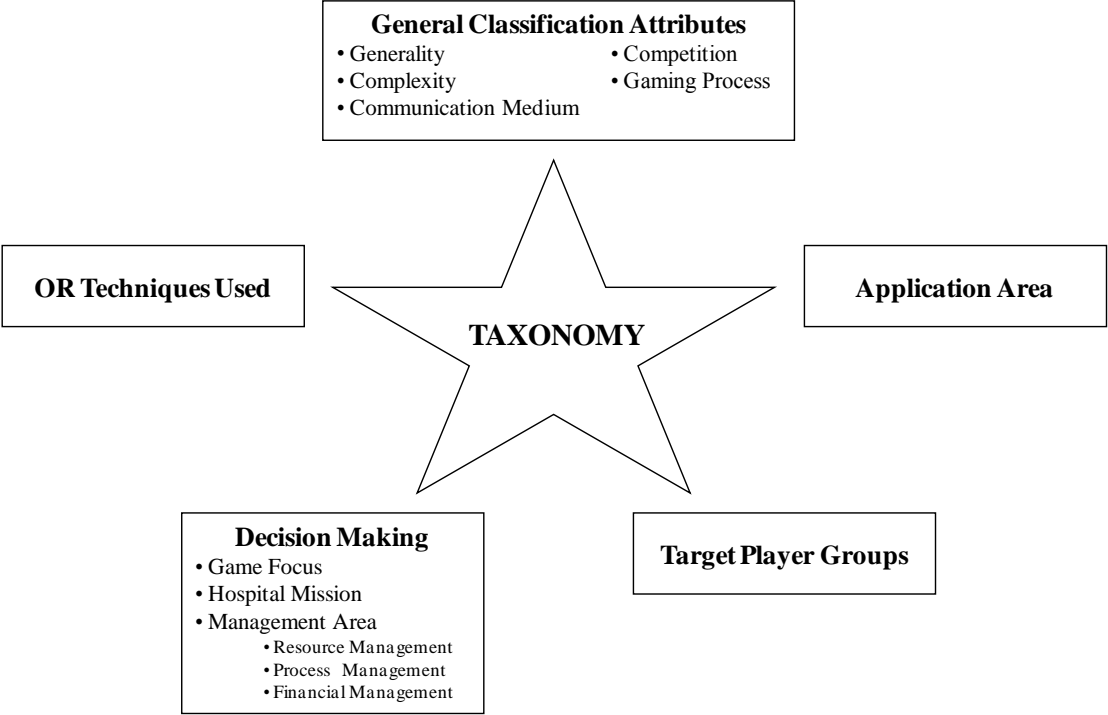 General Classification Attributes
• Generality
• Complexity
• Communication Medium
• Competition
• Gaming Process
OR Techniques Used
TAXONOMY
Application Area
Decision Making
• Game Focus
• Hospital Mission
• Management Area
• Resource Management
• Process Management
• Financial Management
Target Player Groups